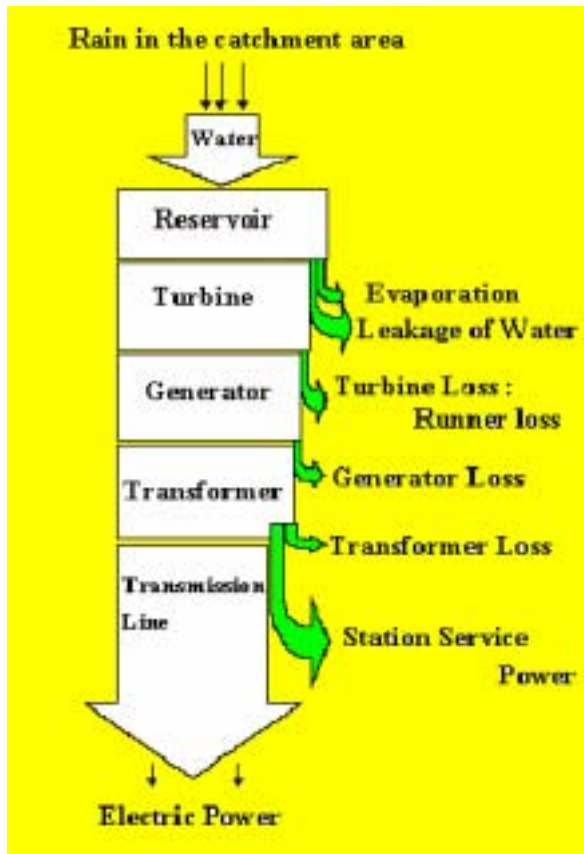 Rain in the catchment area
Water
Reservoir
Turbine
Evaporation
Leakage of Water
Generator
Turbine Loss :
Runner loss
Transformer
Generator Loss
Transformer Loss
Transmission
Line
Station Service
Power
Electric Power